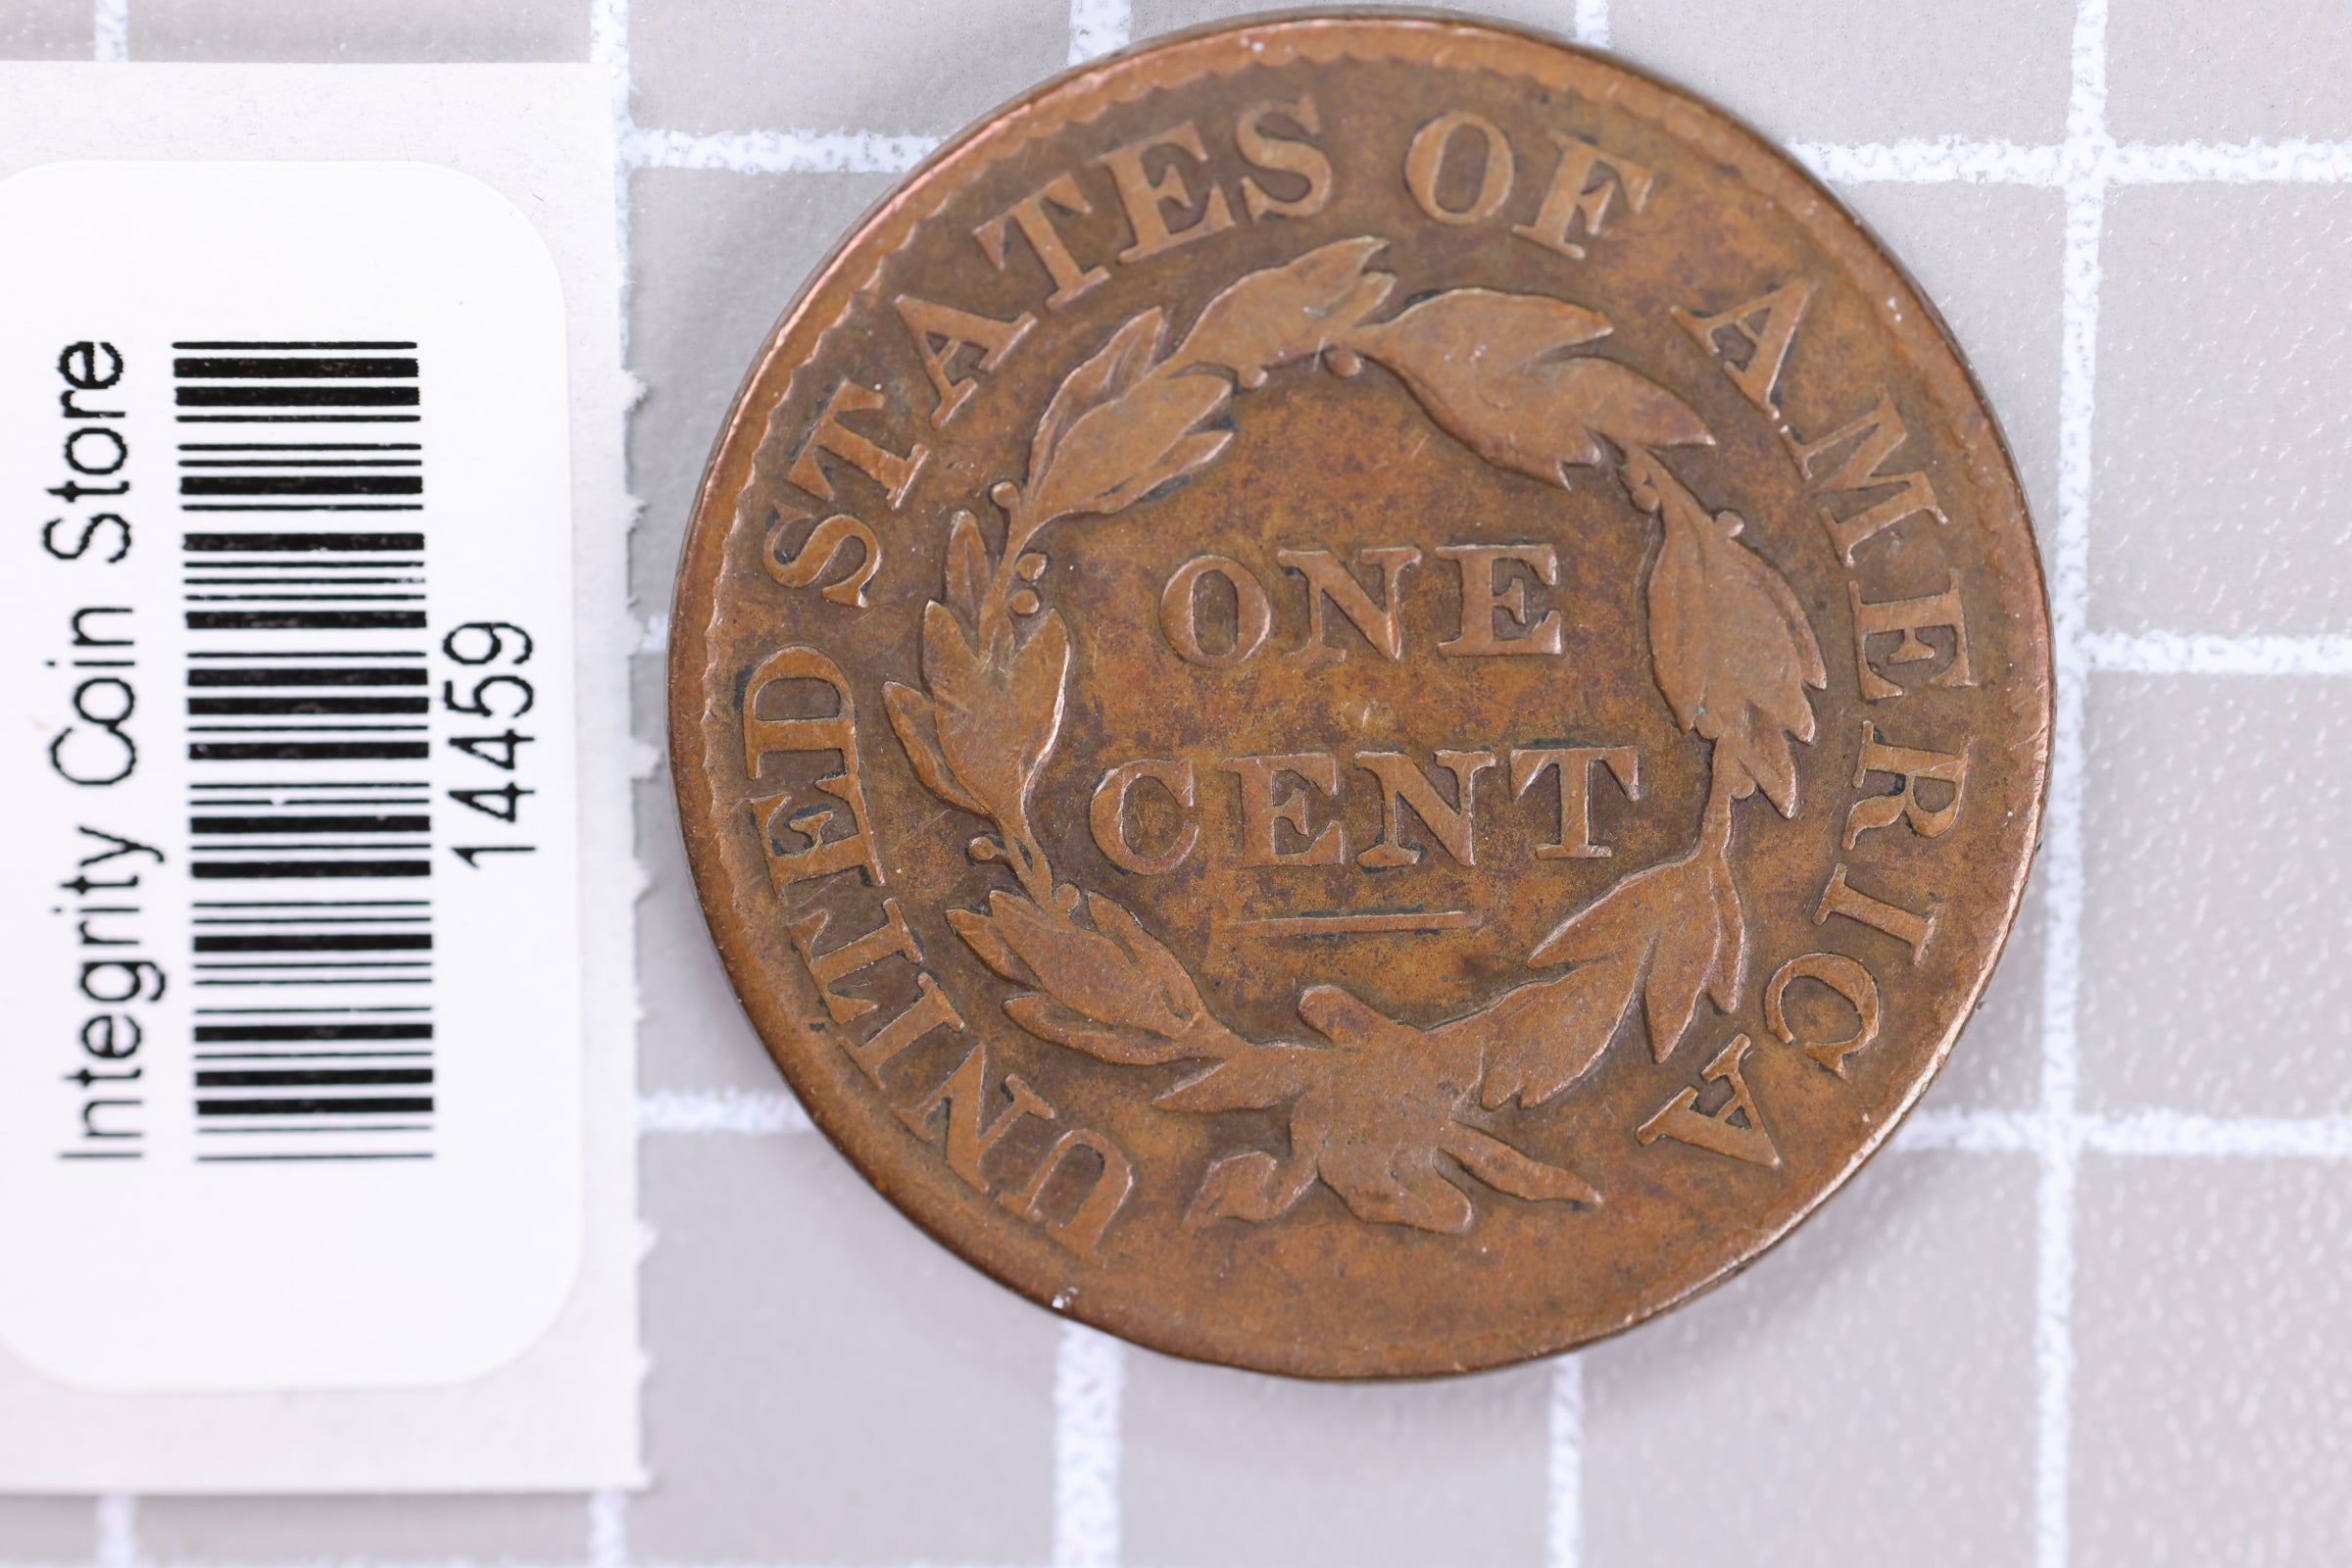 Integrity Coin Store
14459
UNITED STATES OF AMERICA
ONE
CENT